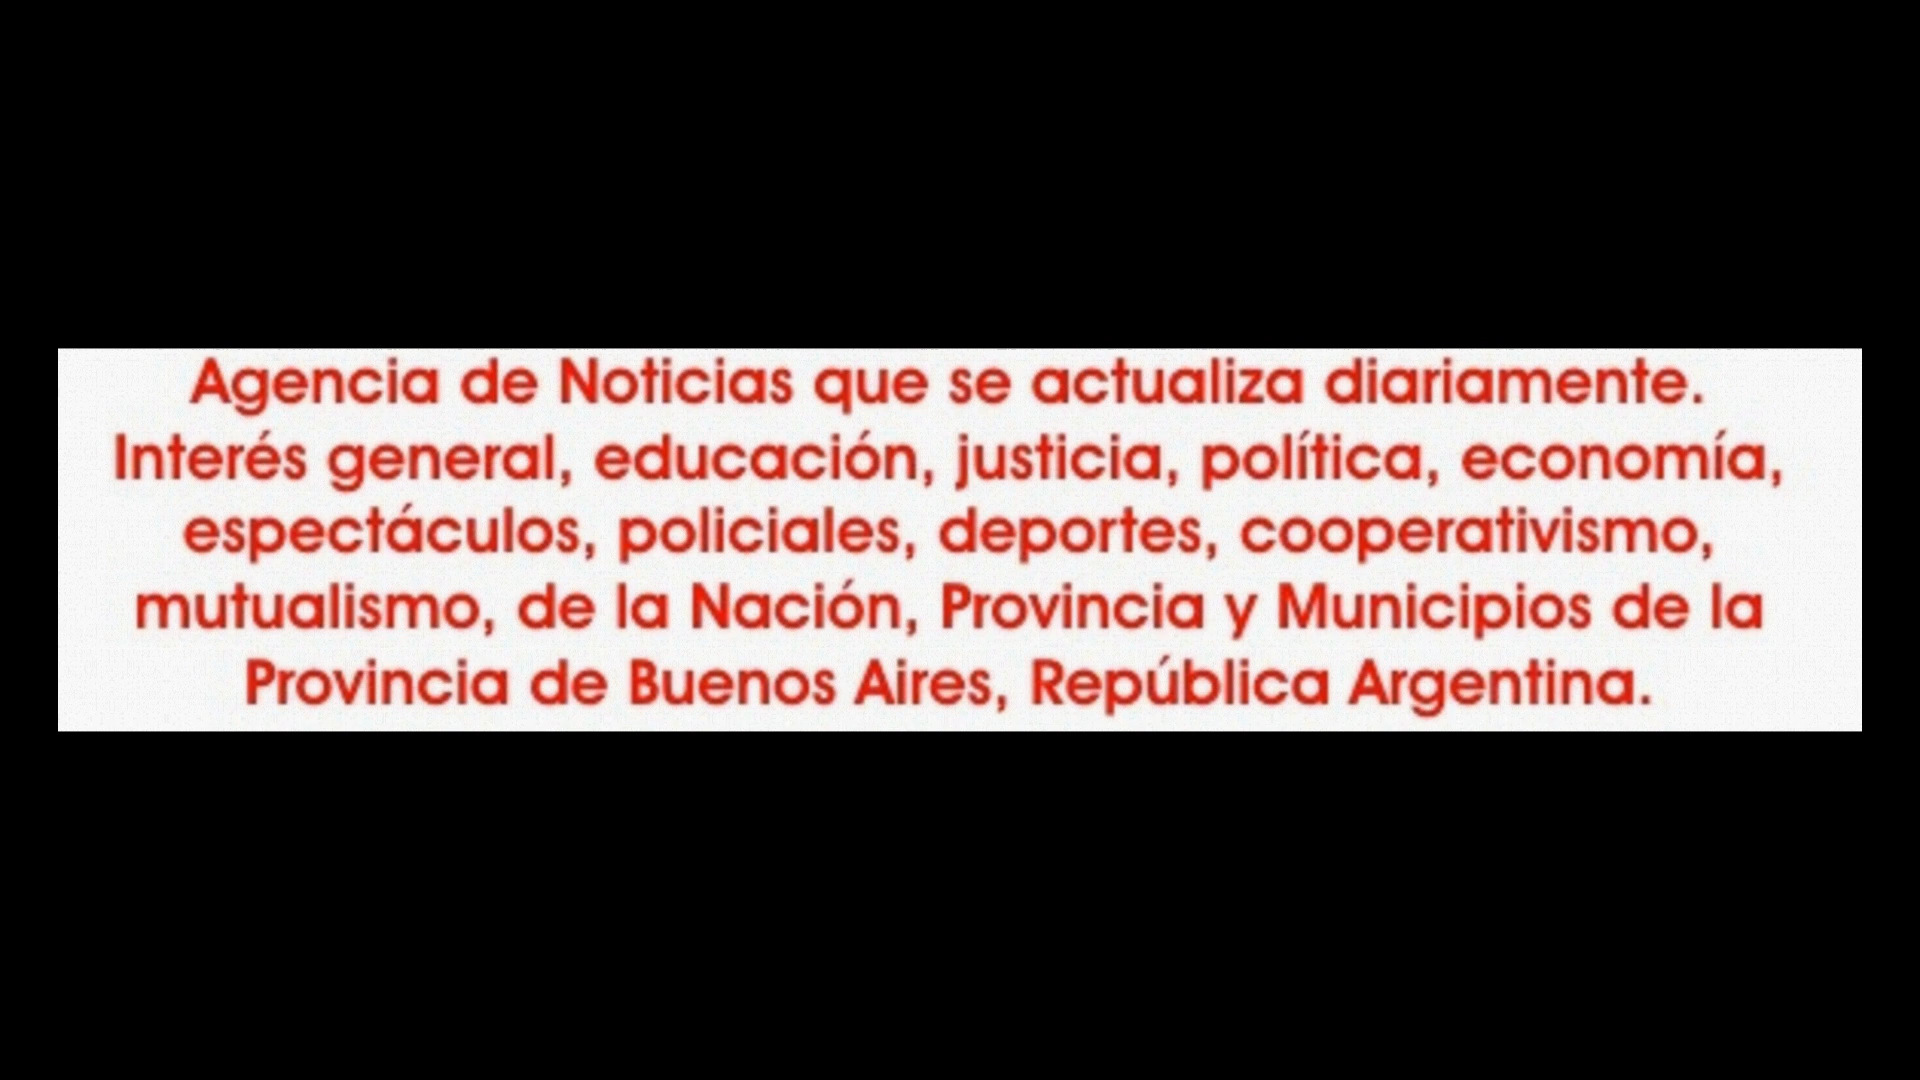 Agencia de Noticias que se actualiza diariamente.
Interés general, educación, justicia, política, economía,
espectáculos, policiales, deportes, cooperativismo,
mutualismo, de la Nación, Provincia y Municipios de la
Provincia de Buenos Aires, República Argentina.